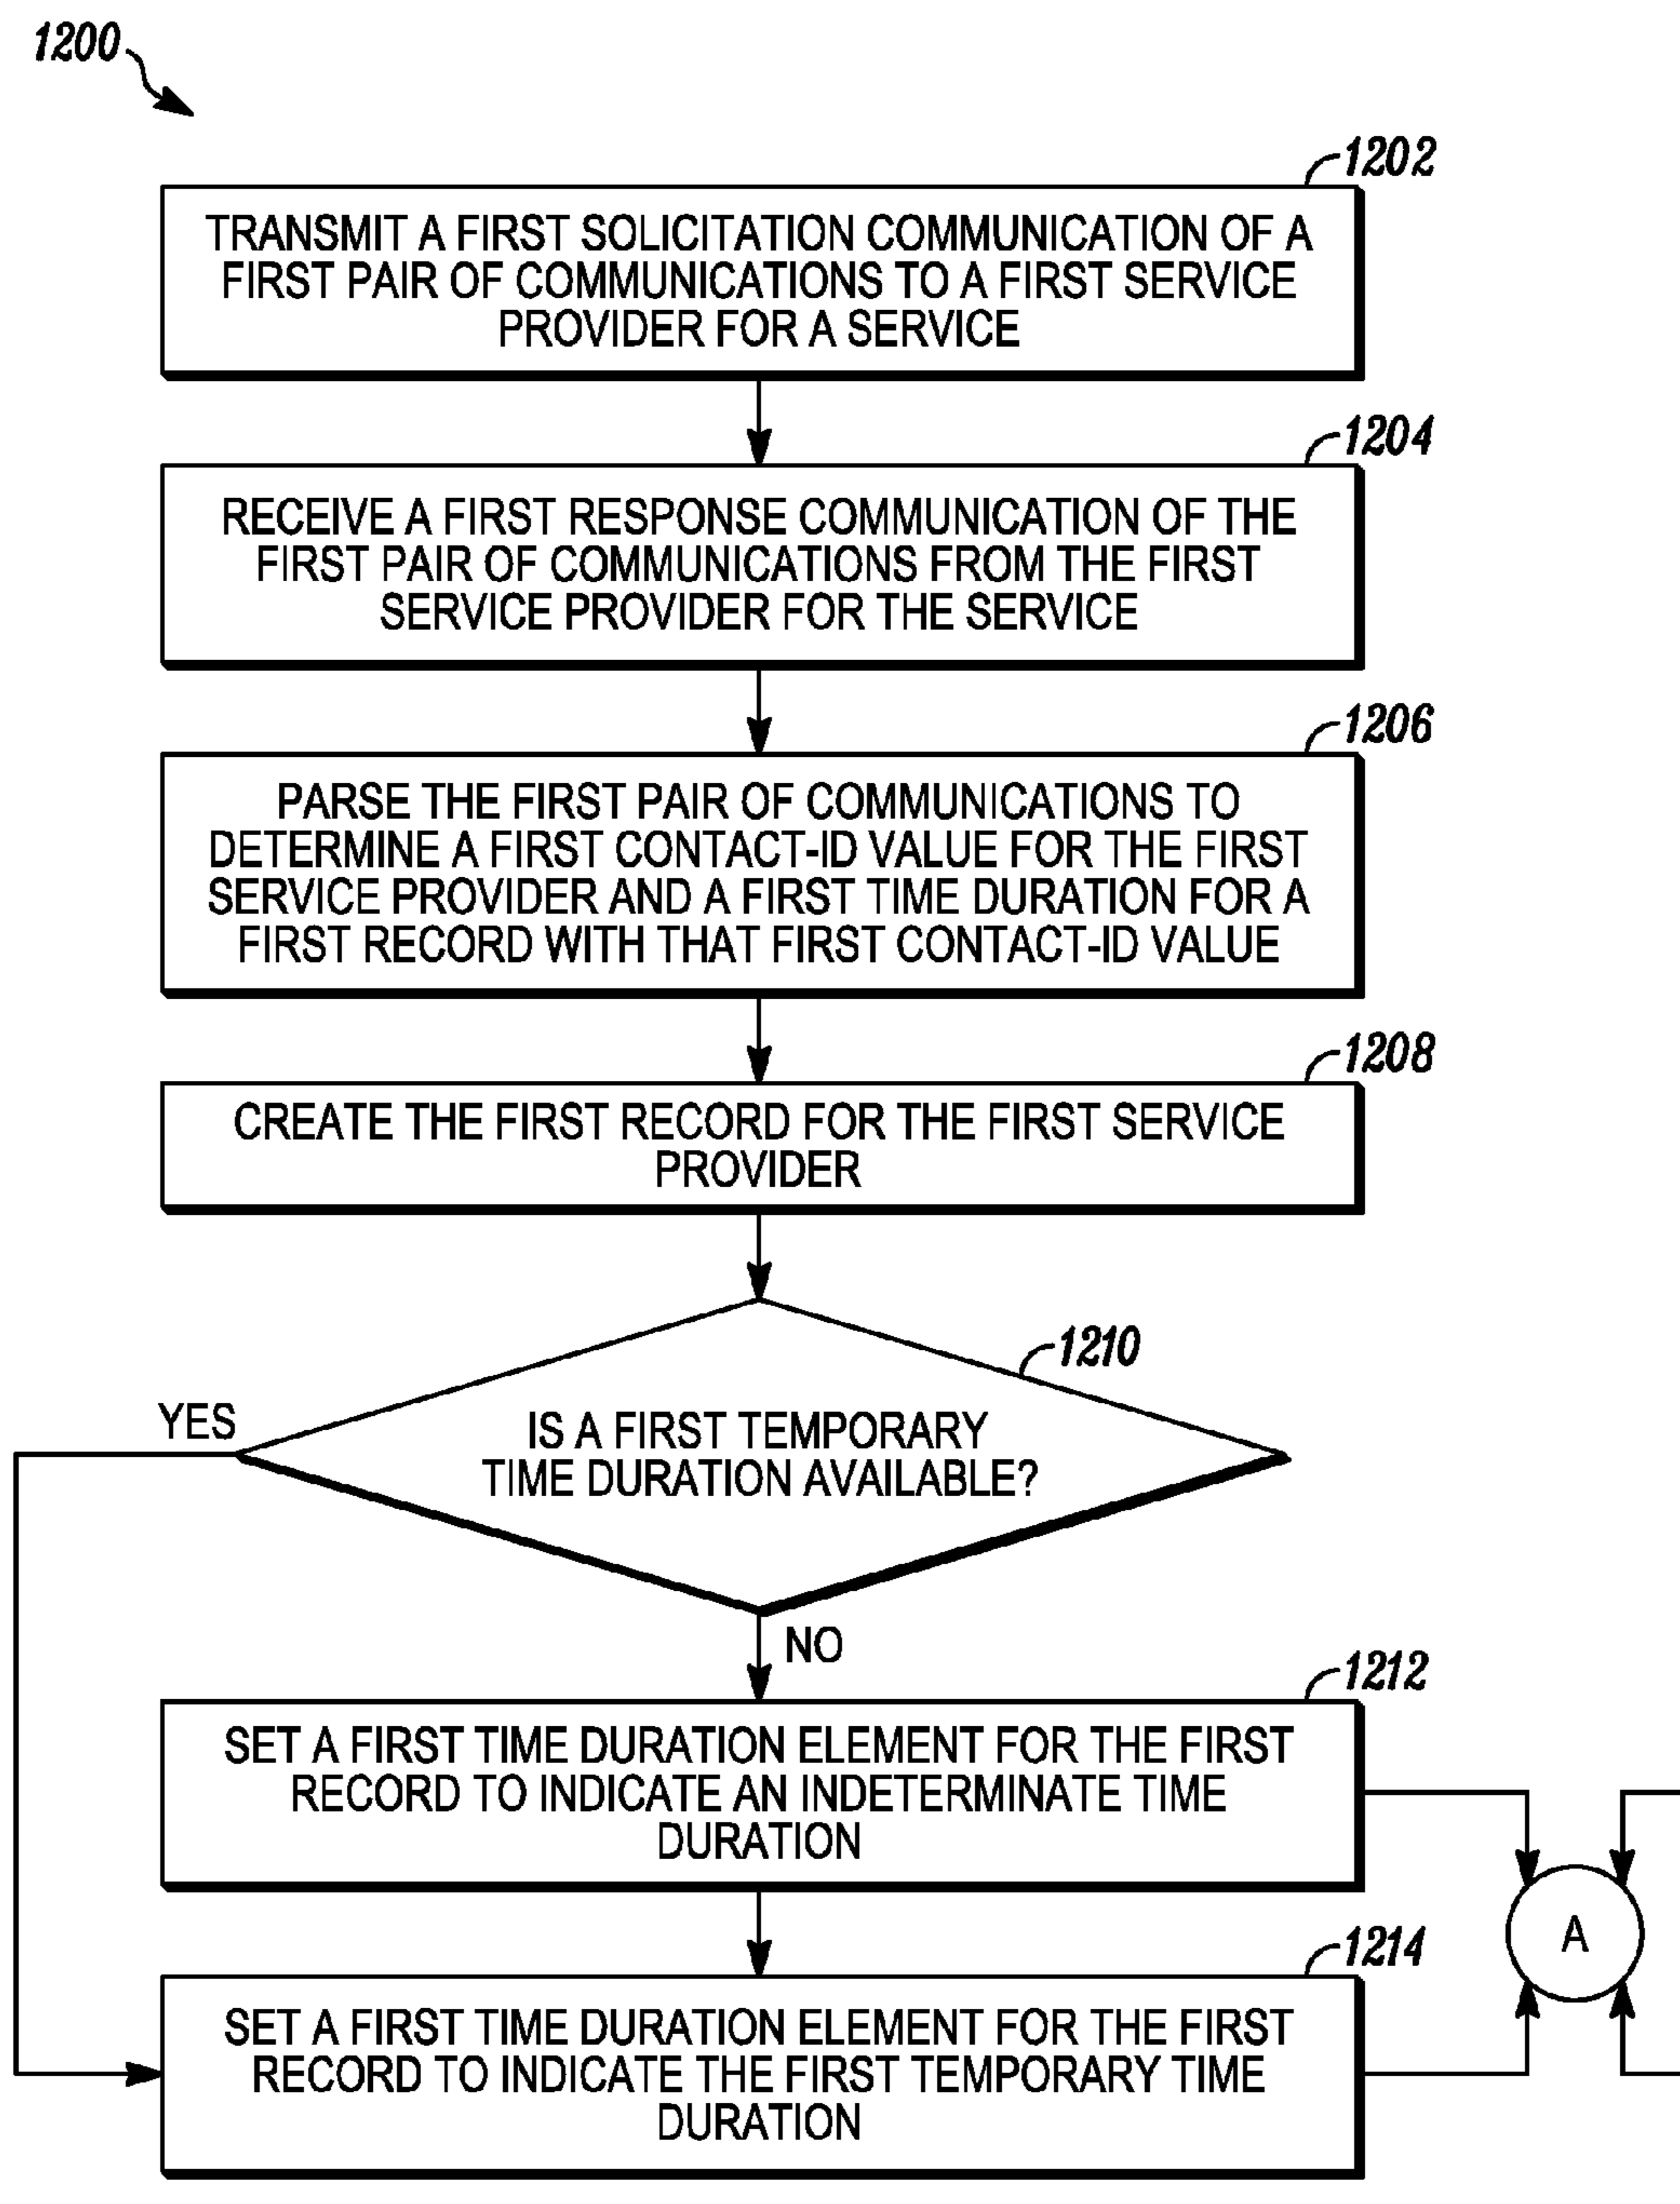 1200
1202
TRANSMIT A FIRST SOLICITATION COMMUNICATION OF A
FIRST PAIR OF COMMUNICATIONS TO A FIRST SERVICE
PROVIDER FOR A SERVICE
1204
RECEIVE A FIRST RESPONSE COMMUNICATION OF THE
FIRST PAIR OF COMMUNICATIONS FROM THE FIRST
SERVICE PROVIDER FOR THE SERVICE
1206
PARSE THE FIRST PAIR OF COMMUNICATIONS TO
DETERMINE A FIRST CONTACT-ID VALUE FOR THE FIRST
SERVICE PROVIDER AND A FIRST TIME DURATION FOR A
FIRST RECORD WITH THAT FIRST CONTACT-ID VALUE
1208
CREATE THE FIRST RECORD FOR THE FIRST SERVICE
PROVIDER
1210
YES
IS A FIRST TEMPORARY
TIME DURATION AVAILABLE?
NO
1212
SET A FIRST TIME DURATION ELEMENT FOR THE FIRST
RECORD TO INDICATE AN INDETERMINATE TIME
DURATION
A
1214
SET A FIRST TIME DURATION ELEMENT FOR THE FIRST
RECORD TO INDICATE THE FIRST TEMPORARY TIME
DURATION